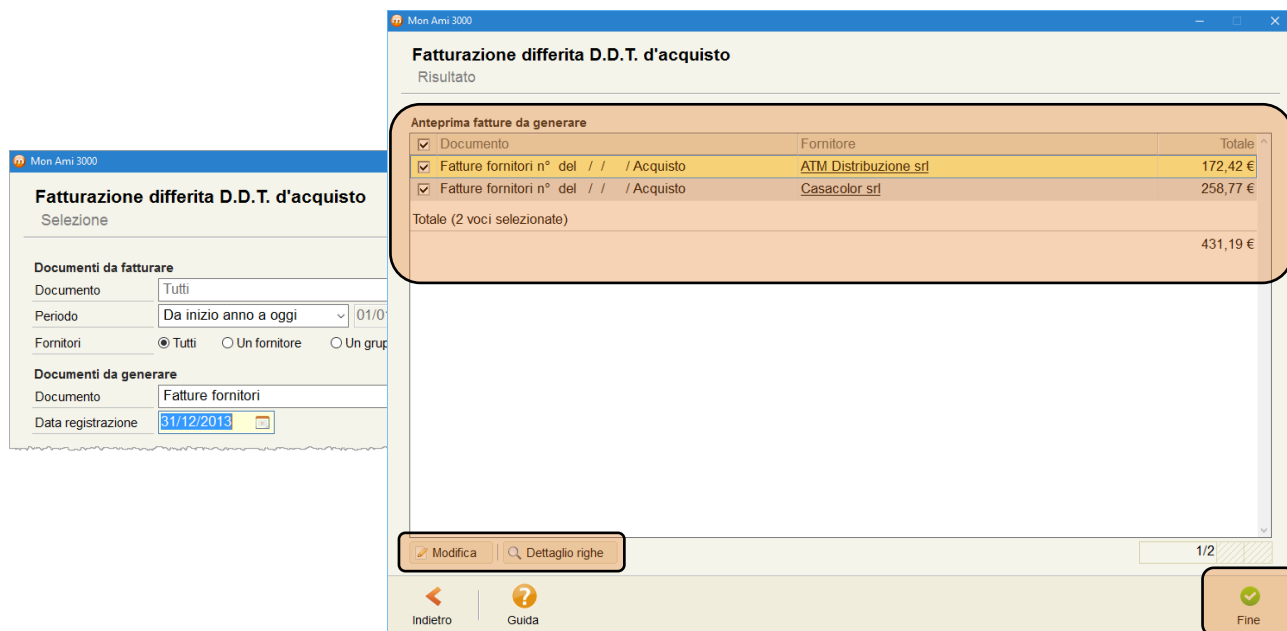 Mon Ami 3000
Fatturazione differita D.D.T. d'acquisto
Selezione
Documenti da fatturare
Documento Tutti
Periodo Da inizio anno a oggi
Fornitori Tutti Un fornitore
Documenti da generare
Documento Fatture fornitori
Data registrazione 31/12/2013
Mon Ami 3000
Fatturazione differita D.D.T. d'acquisto
Risultato
Anteprima fatture da generare
Documento Fornitore Totale
Fatture fornitori n° del / / / Acquisto ATM Distribuzione srl 172,42 €
Fatture fornitori n° del / / / Acquisto Casacolor srl 258,77 €
Totale (2 voci selezionate)
431,19 €
Modifica Dettaglio righe 1/2
Indietro Guida Fine